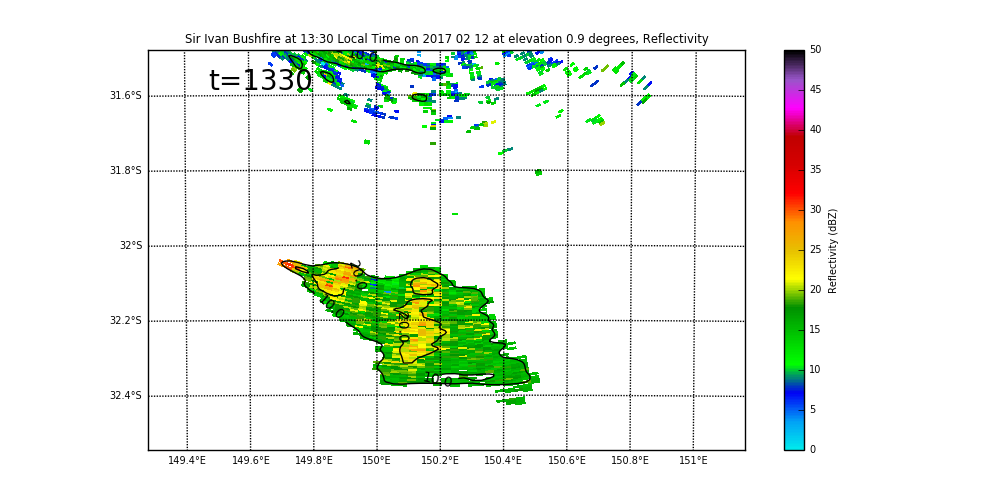 Sir Ivan Bushfire at 13:30 Local Time on 2017 02 12 at elevation 0.9 degrees, Reflectivity
t=1330
10.0
31.6°S
31.8°S
32°S
32.2°S
32.4°S
20.0
10.0
20.0
10.0
149.4°E 149.6°E 149.8°E 150°E 150.2°E 150.4°E 150.6°E 150.8°E 151°E
50
45
40
35
30
25
20
15
10
5
0
Reflectivity (dBZ)